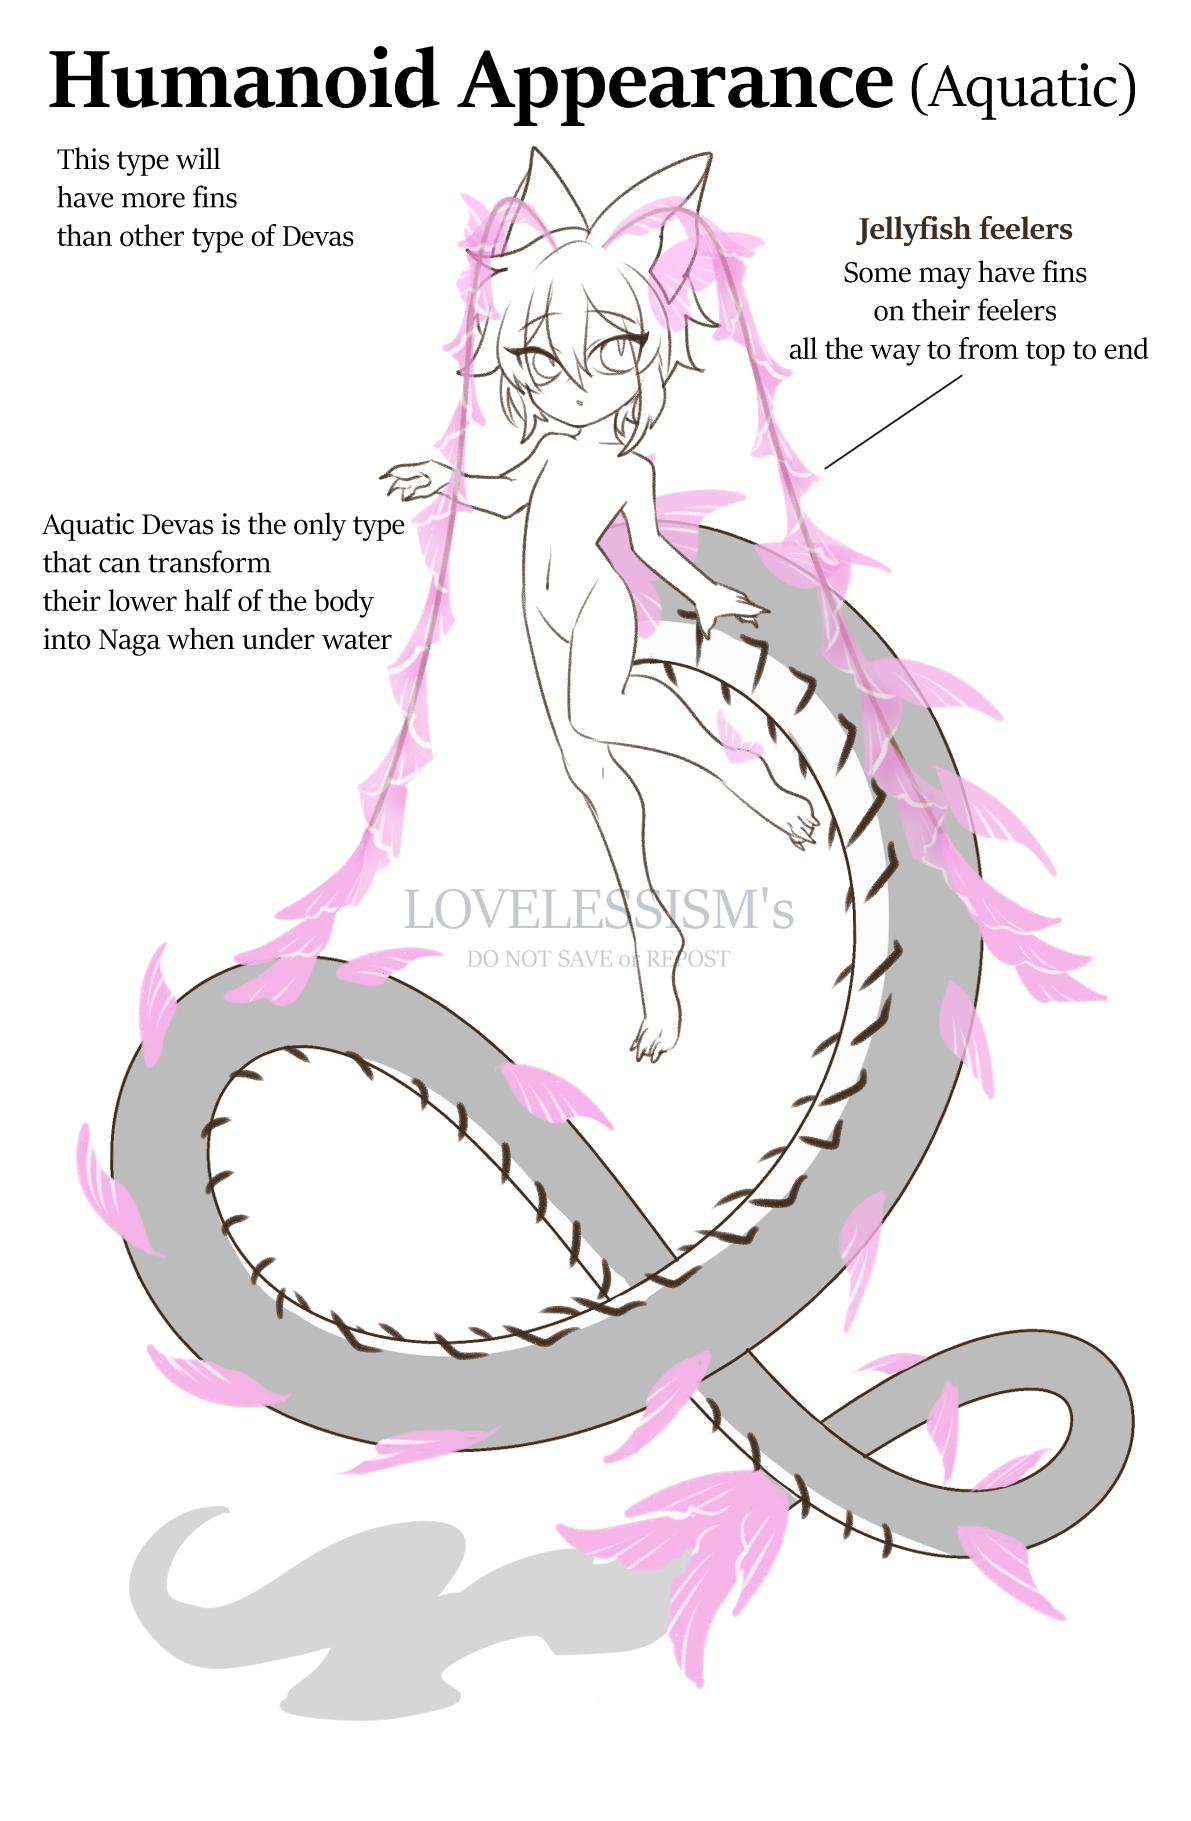 Humanoid Appearance (Aquatic)
This type will
have more fins
than other type of Devas
Jellyfish feelers
Some may have fins
on their feelers
all the way to from top to end
Aquatic Devas is the only type
that can transform
their lower half of the body
into Naga when under water
LOVELESSISM's
DO NOT SAVE or REPOST